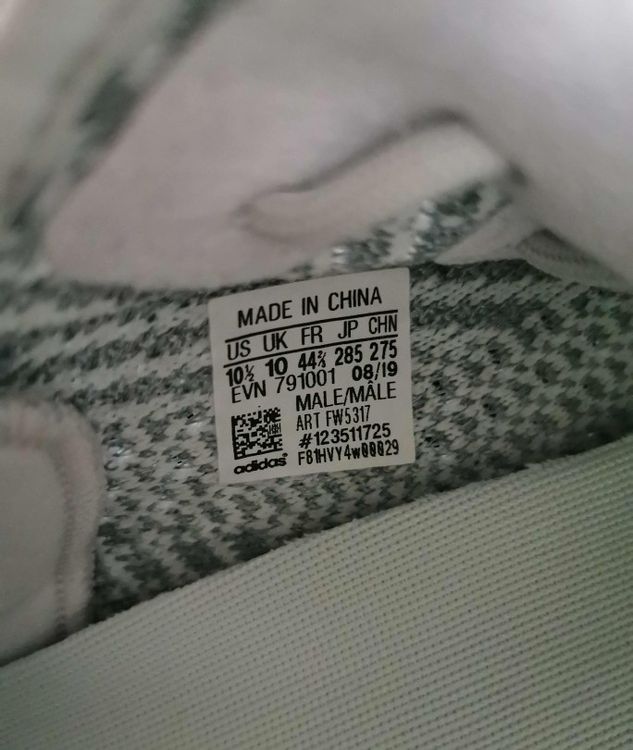 MADE IN CHINA
US UK FR JP CHN
10½ 10 44⅔ 285 275
EVN 791001 08/19
MALE/MÂLE
ART FW5317
#123511725
adidas® F81HVY4w00029